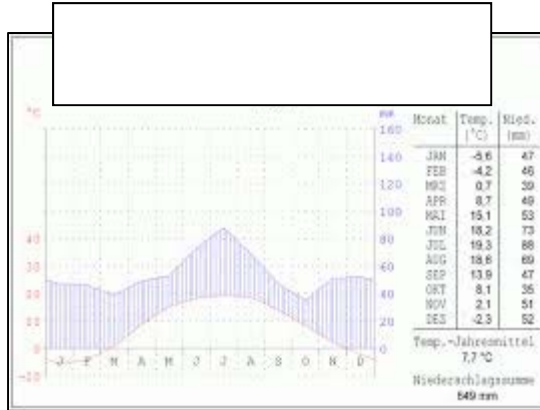 °C
mm
160
140
120
100
40 80
30 60
20 40
10 20
0 0
-10
J F M A M J J A S O N D
Monat Temp. Nied.
(°C) (mm)
JAN -5,6 47
FEB -4,2 46
MRZ 0,7 39
APR 8,7 49
MAI 15,1 53
JUN 18,2 73
JUL 19,3 88
AUG 18,6 69
SEP 13,9 47
OKT 8,1 35
NOV 2,1 51
DEZ -2,3 52
Temp.-Jahresmittel
7,7 °C
Niederschlagssumme
649 mm